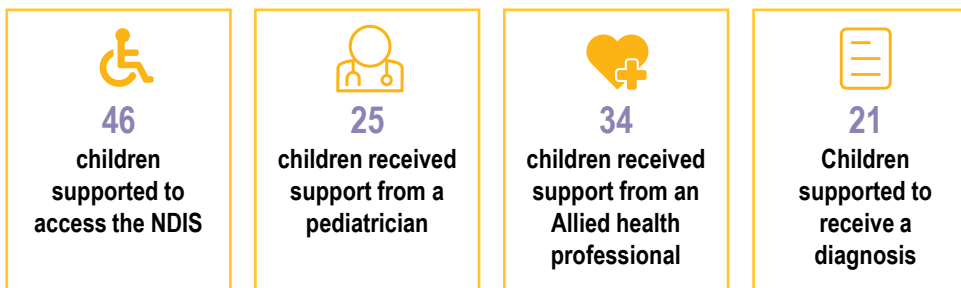 46
children
supported to
access the NDIS
25
children received
support from a
pediatrician
34
children received
support from an
Allied health
professional
21
Children
supported to
receive a
diagnosis